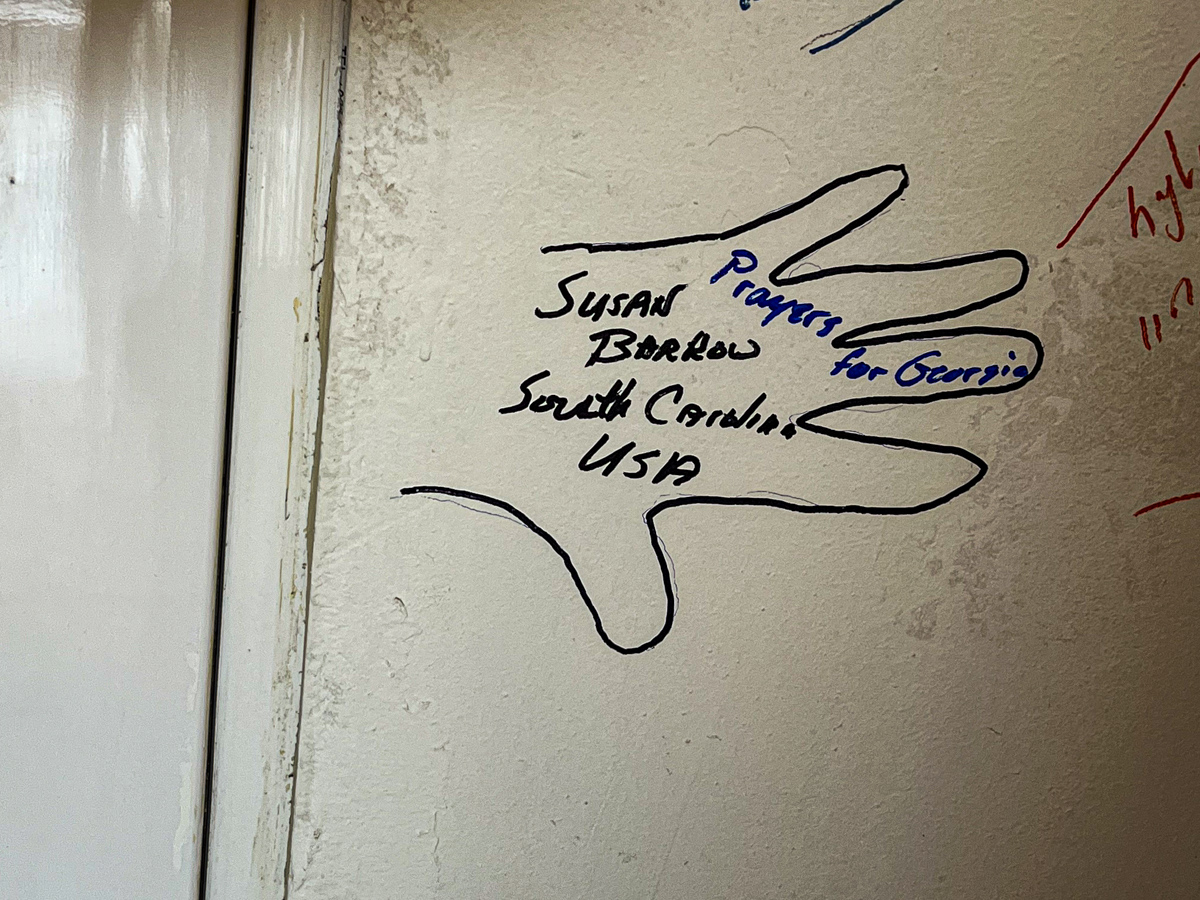 SUSAN
BARROW
South Carolina
USA
Prayers
for Georgia